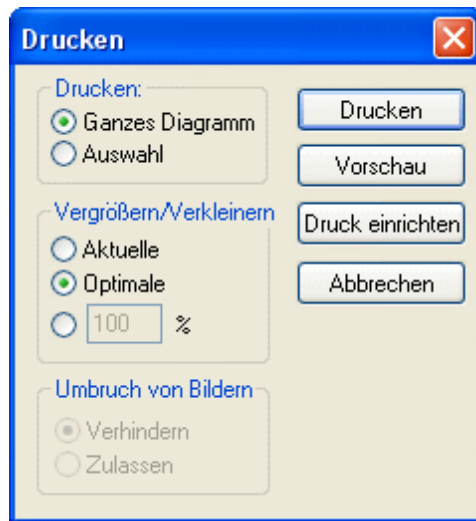 Drucken
Drucken:
Ganzes Diagramm
Auswahl
Vergrößern/Verkleinern
Aktuelle
Optimale
100 %
Umbruch von Bildern
Verhindern
Zulassen
Drucken
Vorschau
Druck einrichten
Abbrechen